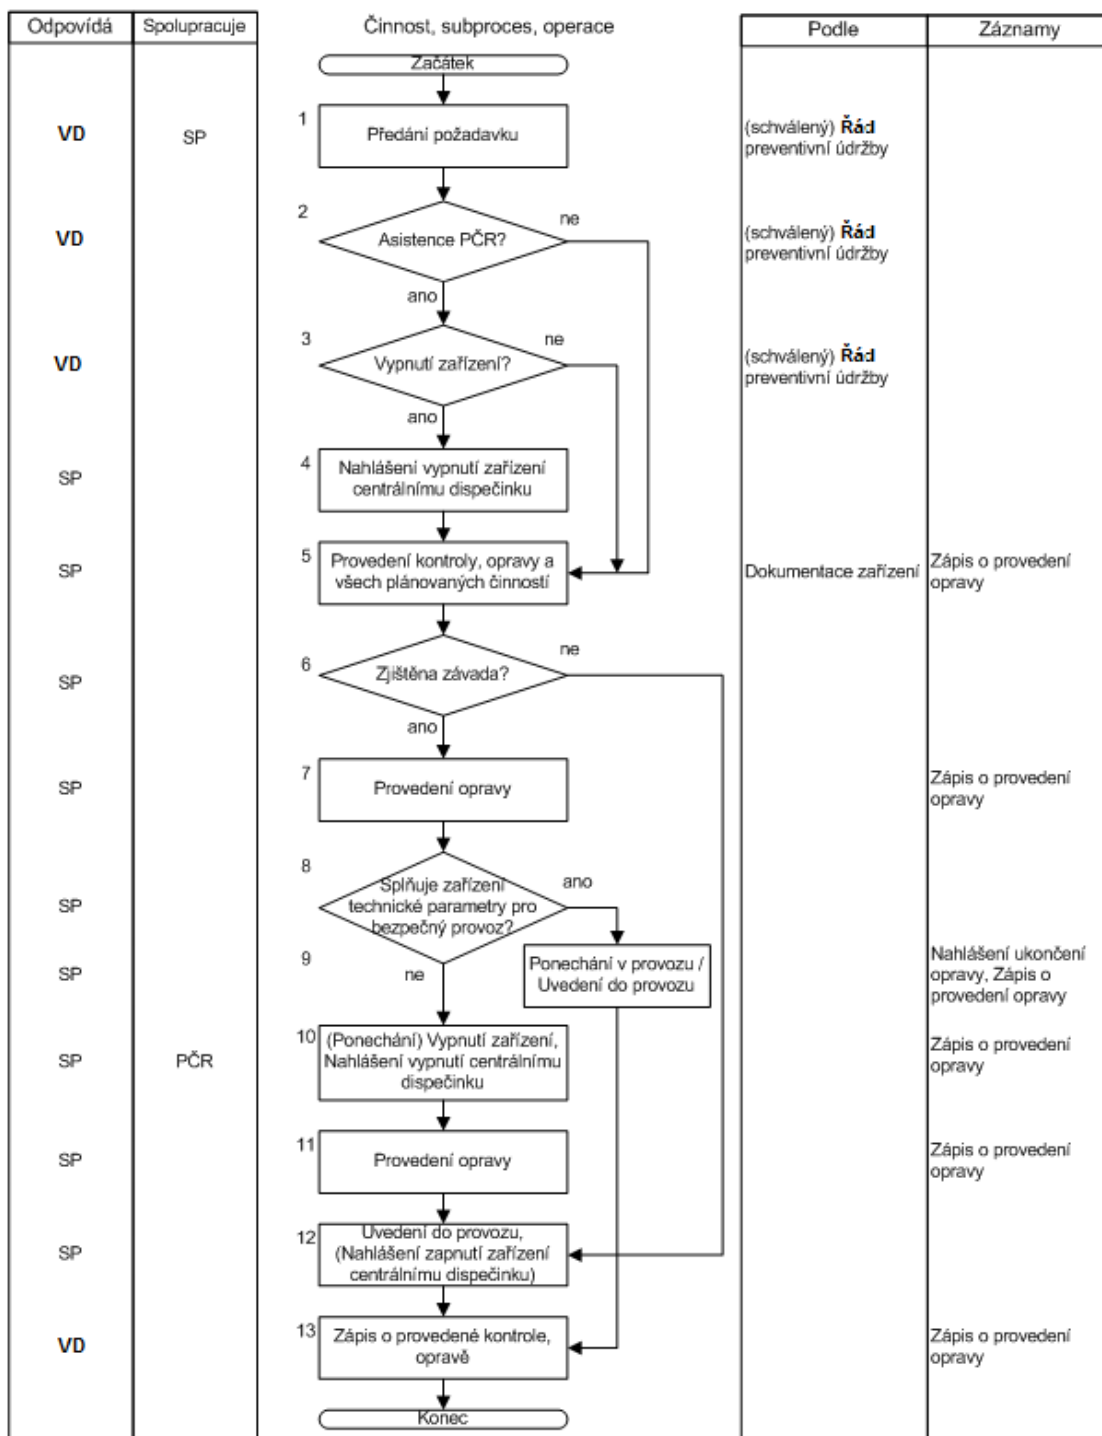 Odpovídá
Spolupracuje
Činnost, subproces, operace
Podle
Záznamy
Začátek
1
VD
SP
Předání požadavku
(schválený) Řád
preventivní údržby
2
VD
Asistence PČR?
ne
ano
(schválený) Řád
preventivní údržby
3
VD
Vypnutí zařízení?
ne
ano
(schválený) Řád
preventivní údržby
4
SP
Nahlášení vypnutí zařízení
centrálnímu dispečinku
5
SP
Provedení kontroly, opravy a
všech plánovaných činností
Dokumentace zařízení
Zápis o provedení
opravy
6
SP
Zjištěna závada?
ne
ano
7
SP
Provedení opravy
Zápis o provedení
opravy
8
SP
Splňuje zařízení
technické parametry pro
bezpečný provoz?
ano
ne
9
SP
Ponechání v provozu /
Uvedení do provozu
Nahlášení ukončení
opravy, Zápis o
provedení opravy
10
SP
PČR
(Ponechání) Vypnutí zařízení,
Nahlášení vypnutí centrálnímu
dispečinku
Zápis o provedení
opravy
11
SP
Provedení opravy
Zápis o provedení
opravy
12
SP
Uvedení do provozu,
(Nahlášení zapnutí zařízení
centrálnímu dispečinku)
13
VD
Zápis o provedené kontrole,
opravě
Zápis o provedení
opravy
Konec